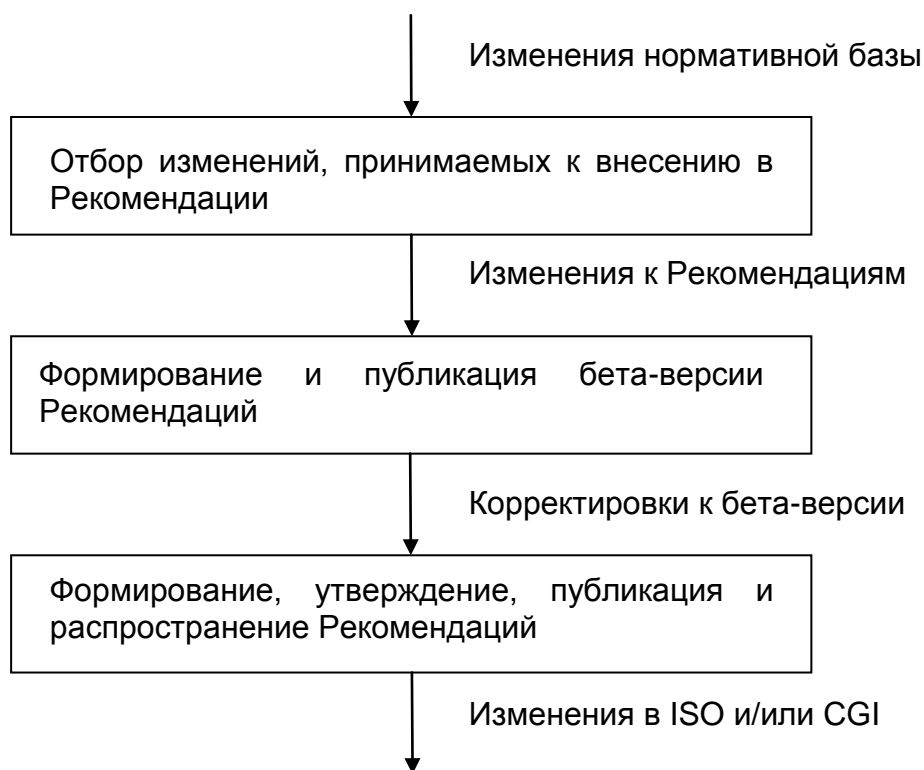 Изменения нормативной базы
Отбор изменений, принимаемых к внесению в
Рекомендации
Изменения к Рекомендациям
Формирование и публикация бета-версии
Рекомендаций
Корректировки к бета-версии
Формирование, утверждение, публикация и
распространение Рекомендаций
Изменения в ISO и/или CGI